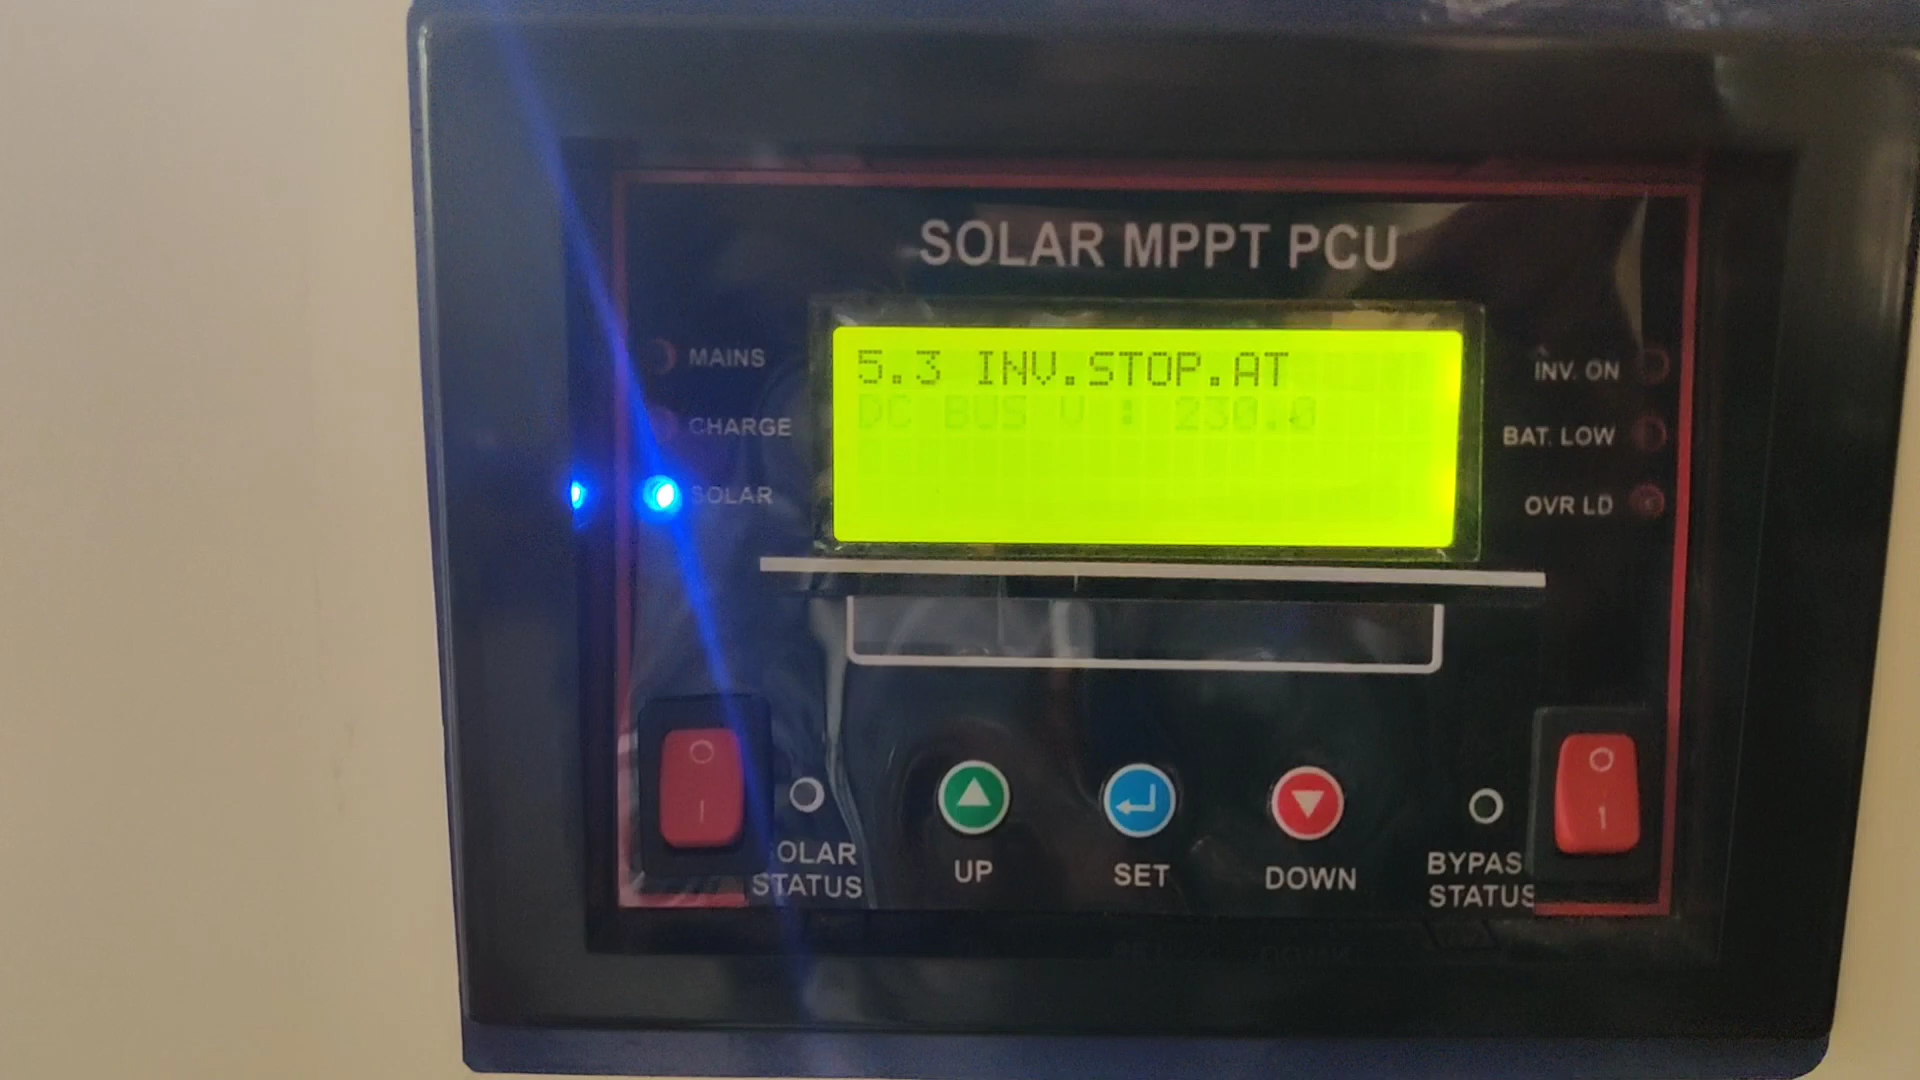 SOLAR MPPT PCU
MAINS
CHARGE
SOLAR
5.3 INV.STOP.AT
DC BUS V : 230.0
INV. ON
BAT. LOW
OVR LD
OLAR
STATUS
UP
SET
DOWN
BYPAS
STATUS